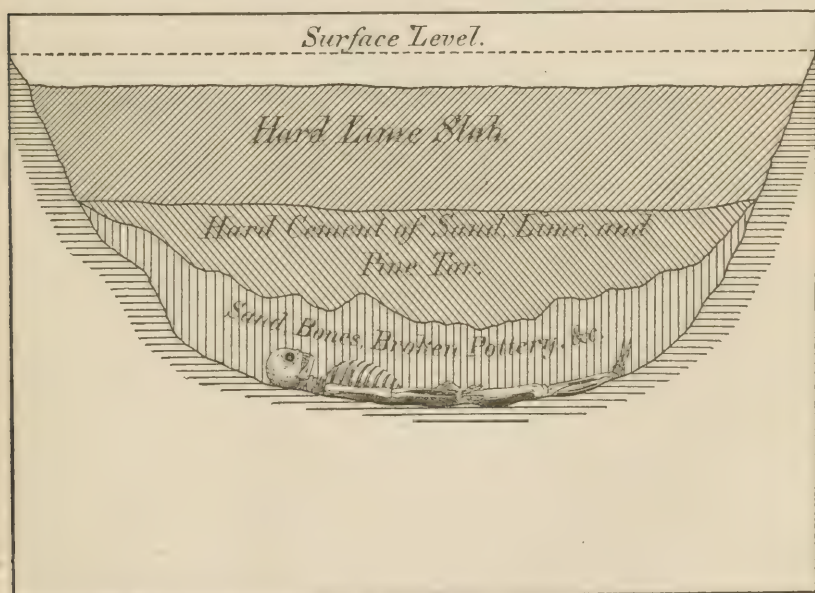 Surface Level.
Hard Lime Slab.
Hard Cement of Sand, Lime, and
Pine Tar.
Sand, Bones, Broken Pottery, &c.